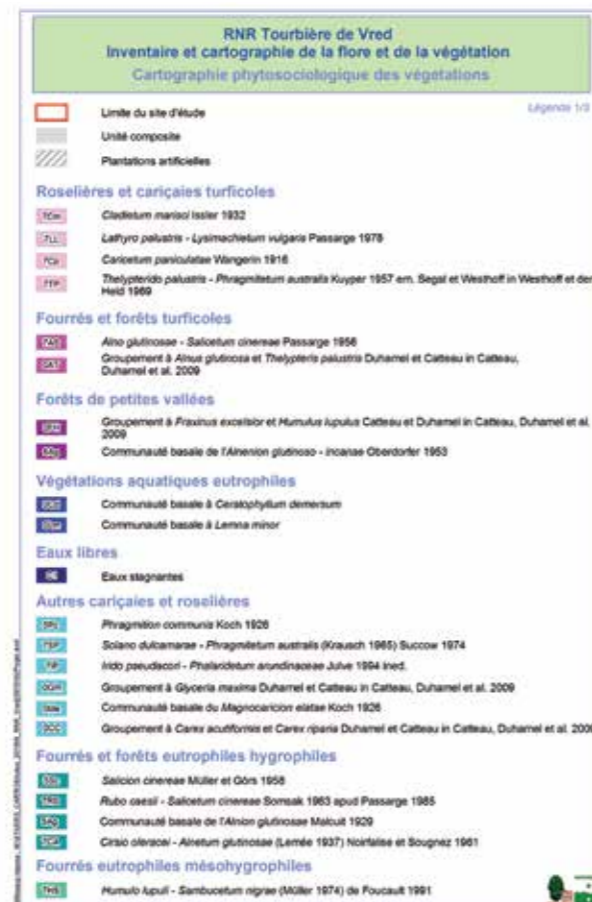 RNR Tourbière de Vred
Inventaire et cartographie de la flore et de la végétation
Cartographie phytosociologique des végétations
Légende 1/3
Limite du site d'étude
Unité composite
Plantations artificielles
Roselières et cariçaies turficoles
Cladietum marisci Issler 1932
TLL Lathyro palustris - Lysimachietum vulgaris Passarge 1978
Caricetum paniculatae Wangerin 1916
TTP Thelypterido palustris - Phragmitetum australis Kuyper 1957 em. Segal et Westhoff in Westhoff et den
Held 1969
Fourrés et forêts turficoles
Alno glutinosae - Salicetum cinereae Passarge 1956
Groupement à Alnus glutinosa et Thelypteris palustris Duhamel et Catteau in Catteau,
Duhamel et al. 2009
Forêts de petites vallées
Groupement à Fraxinus excelsior et Humulus lupulus Catteau et Duhamel in Catteau, Duhamel et al.
2009
Communauté basale de l'Alnenion glutinoso - incanae Oberdorfer 1953
Végétations aquatiques eutrophiles
Communauté basale à Ceratophyllum demersum
Communauté basale à Lemna minor
Eaux libres
Eaux stagnantes
Autres cariçaies et roselières
Phragmition communis Koch 1926
Solano dulcamarae - Phragmitetum australis (Krausch 1965) Succow 1974
Irido pseudacori - Phalaridetum arundinaceae Julve 1994 ined.
Groupement à Glyceria maxima Duhamel et Catteau in Catteau, Duhamel et al. 2009
Communauté basale du Magnocaricion elatae Koch 1926
Groupement à Carex acutiformis et Carex riparia Duhamel et Catteau in Catteau, Duhamel et al. 2009
Fourrés et forêts eutrophiles hygrophiles
Salicion cinereae Müller et Görs 1958
Rubo caesii - Salicetum cinereae Somsak 1963 apud Passarge 1985
Communauté basale de l'Alnion glutinosae Malcuit 1929
Cirsio oleracei - Alnetum glutinosae (Lemée 1937) Noirfalise et Sougnez 1961
Fourrés eutrophiles mésohygrophiles
THS Humulo lupuli - Sambucetum nigrae (Müller 1974) de Foucault 1991